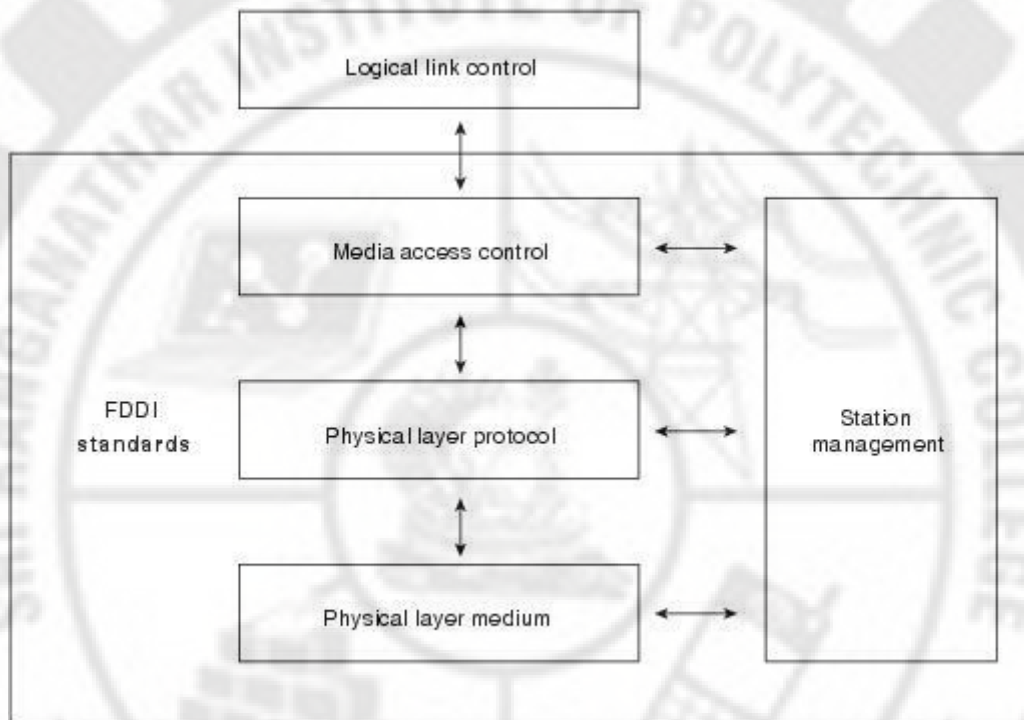 Logical link control
Media access control
FDDI
standards
Physical layer protocol
Station
management
Physical layer medium
RANGANATHAR INSTITUTE OF POLYTECHNIC COLLEGE